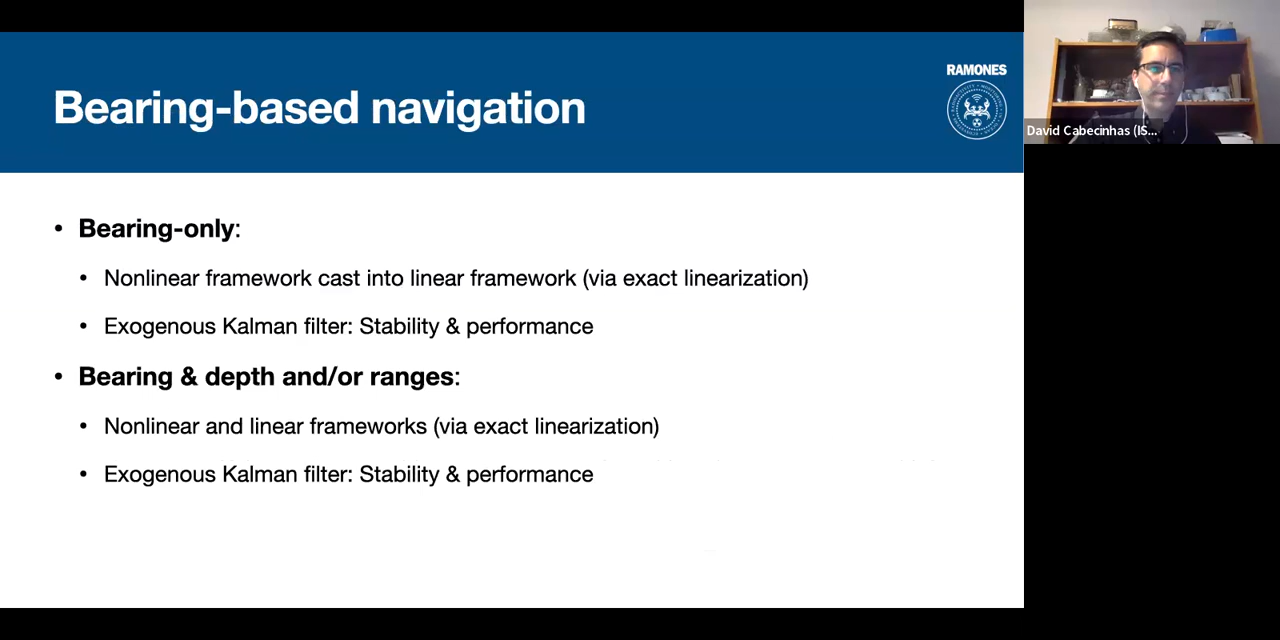 Bearing-based navigation
RAMONES
David Cabecinhas (IS...
• Bearing-only:
• Nonlinear framework cast into linear framework (via exact linearization)
• Exogenous Kalman filter: Stability & performance
• Bearing & depth and/or ranges:
• Nonlinear and linear frameworks (via exact linearization)
• Exogenous Kalman filter: Stability & performance